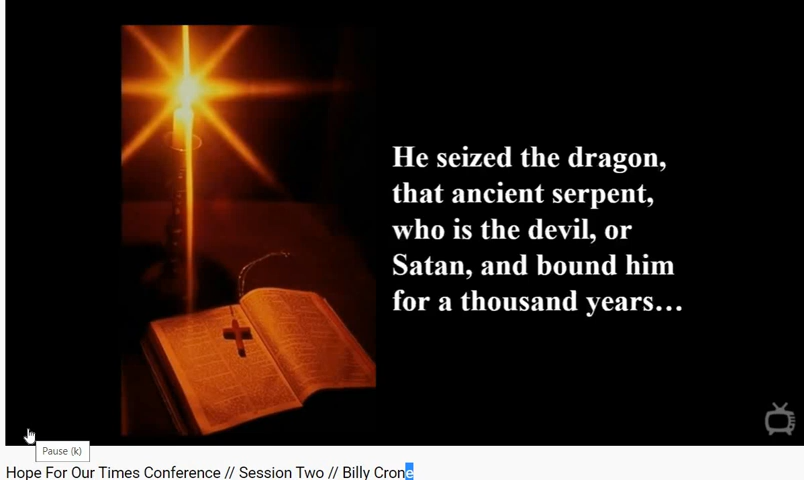 He seized the dragon,
that ancient serpent,
who is the devil, or
Satan, and bound him
for a thousand years…
Pause (k)
Hope For Our Times Conference // Session Two // Billy Crone